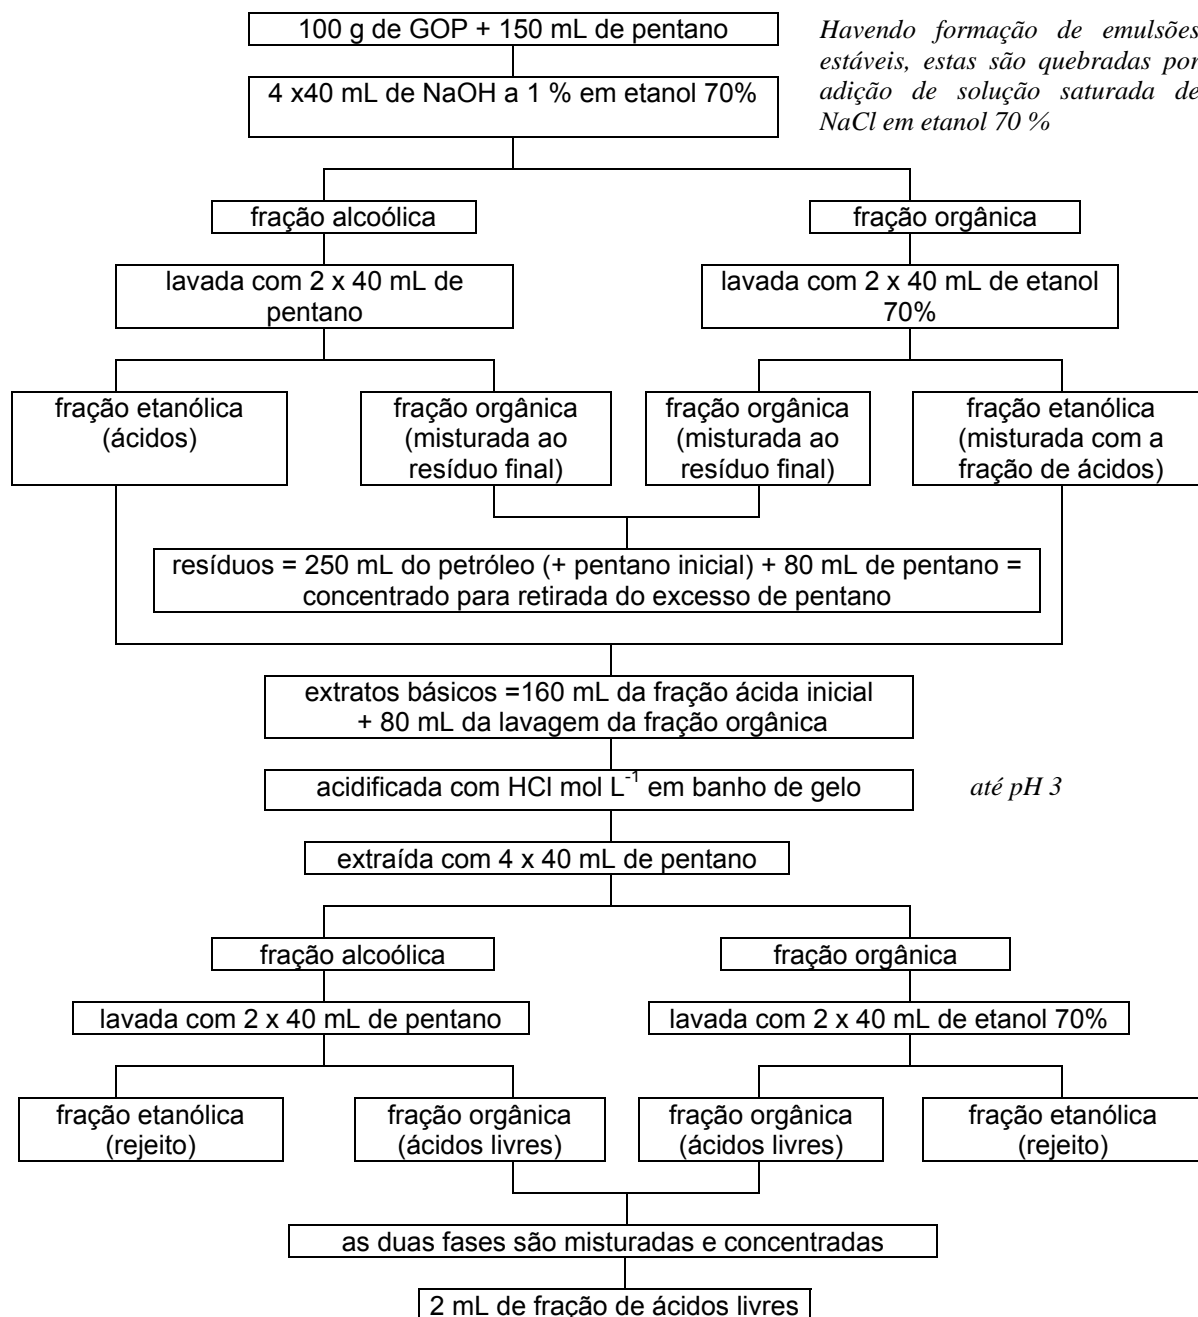 100 g de GOP + 150 mL de pentano
Havendo formação de emulsões
estáveis, estas são quebradas por
adição de solução saturada de
NaCl em etanol 70 %
4 x40 mL de NaOH a 1 % em etanol 70%
fração alcoólica
fração orgânica
lavada com 2 x 40 mL de
pentano
lavada com 2 x 40 mL de etanol
70%
fração etanólica
(ácidos)
fração orgânica
(misturada ao
resíduo final)
fração orgânica
(misturada ao
resíduo final)
fração etanólica
(misturada com a
fração de ácidos)
resíduos = 250 mL do petróleo (+ pentano inicial) + 80 mL de pentano =
concentrado para retirada do excesso de pentano
extratos básicos =160 mL da fração ácida inicial
+ 80 mL da lavagem da fração orgânica
acidificada com HCl mol L⁻¹ em banho de gelo
até pH 3
extraída com 4 x 40 mL de pentano
fração alcoólica
fração orgânica
lavada com 2 x 40 mL de pentano
lavada com 2 x 40 mL de etanol 70%
fração etanólica
(rejeito)
fração orgânica
(ácidos livres)
fração orgânica
(ácidos livres)
fração etanólica
(rejeito)
as duas fases são misturadas e concentradas
2 mL de fração de ácidos livres